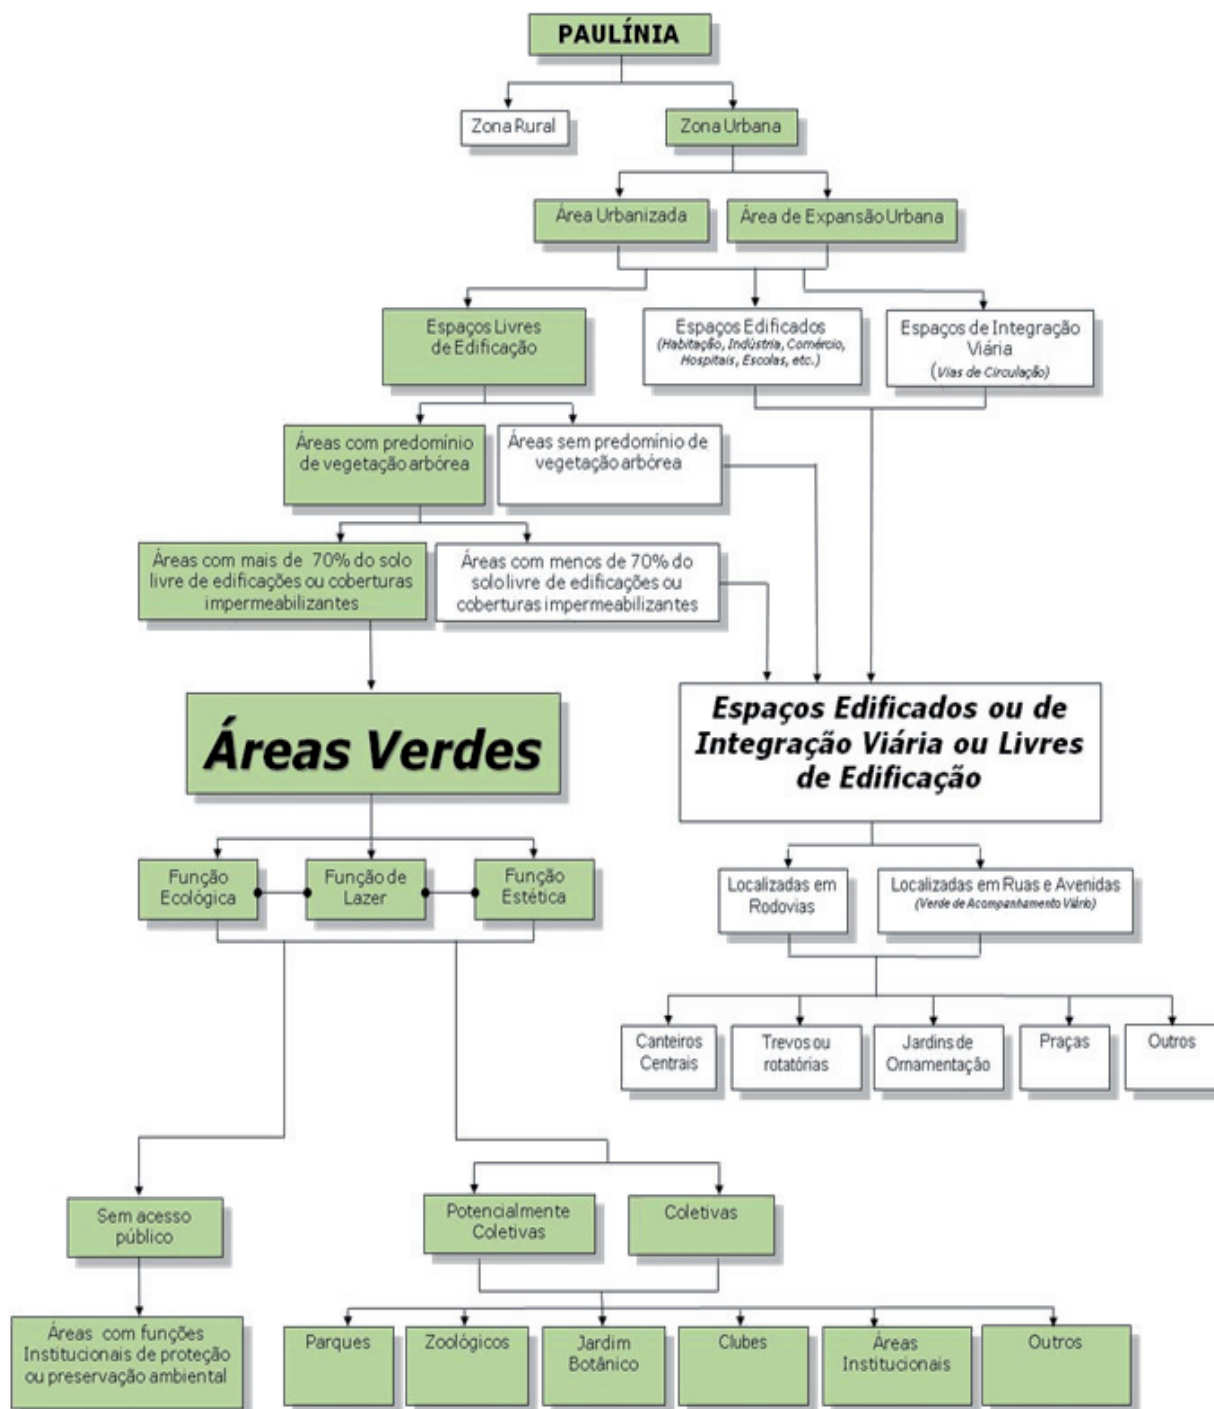 PAULÍNIA
Zona Rural
Zona Urbana
Área Urbanizada
Área de Expansão Urbana
Espaços Livres
de Edificação
Espaços Edificados
(Habitação, Indústria, Comércio,
Hospitais, Escolas, etc.)
Espaços de Integração
Viária
(Vias de Circulação)
Áreas com predomínio
de vegetação arbórea
Áreas sem predomínio de
vegetação arbórea
Áreas com mais de 70% do solo
livre de edificações ou coberturas
impermeabilizantes
Áreas com menos de 70% do
solo livre de edificações ou
coberturas impermeabilizantes
Áreas Verdes
Espaços Edificados ou de
Integração Viária ou Livres
de Edificação
Função
Ecológica
Função de
Lazer
Função
Estética
Localizadas em
Rodovias
Localizadas em Ruas e Avenidas
(Verde de Acompanhamento Viário)
Canteiros
Centrais
Trevos ou
rotatórias
Jardins de
Ornamentação
Praças
Outros
Sem acesso
público
Potencialmente
Coletivas
Coletivas
Áreas com funções
Institucionais de proteção
ou preservação ambiental
Parques
Zoológicos
Jardim
Botânico
Clubes
Áreas
Institucionais
Outros